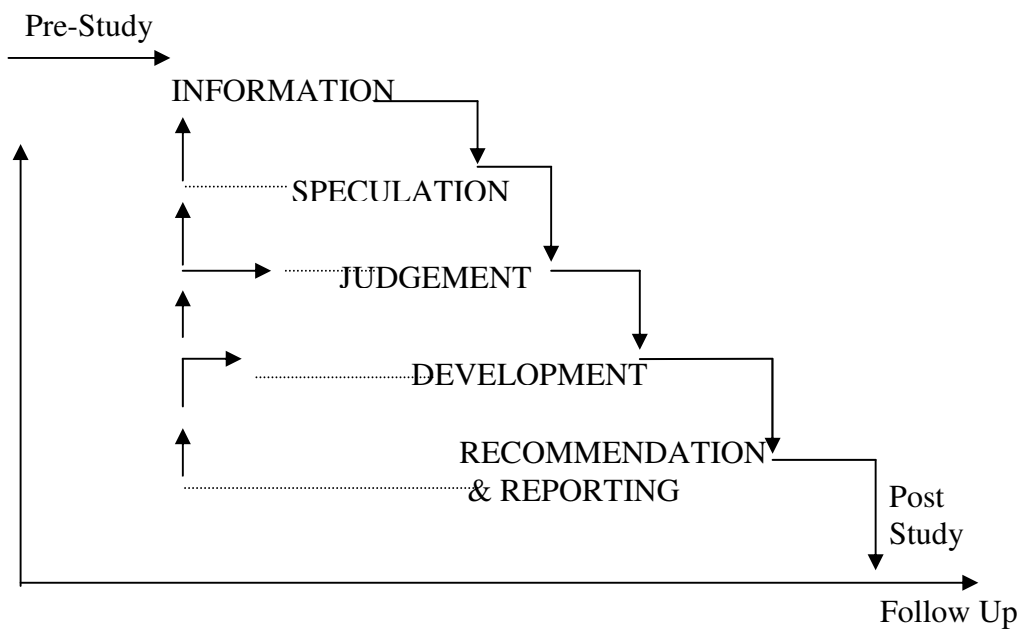 Pre-Study
INFORMATION
SPECULATION
JUDGEMENT
DEVELOPMENT
RECOMMENDATION
& REPORTING
Post
Study
Follow Up